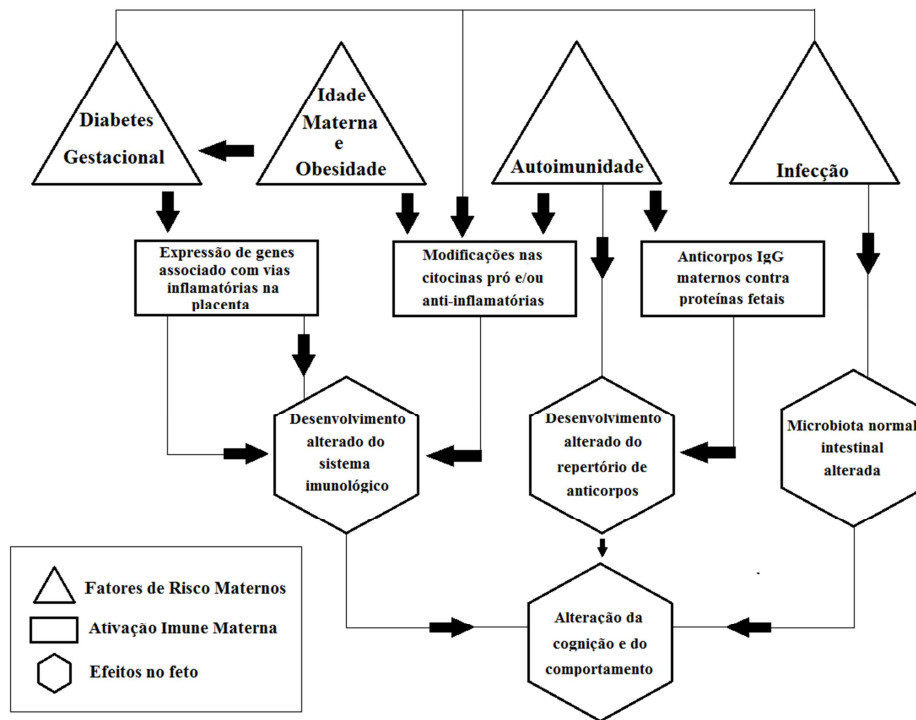 Diabetes
Gestacional
Idade
Materna
e
Obesidade
Autoimunidade
Infecção
Expressão de genes
associado com vias
inflamatórias na
placenta
Modificações nas
citocinas pró e/ou
anti-inflamatórias
Anticorpos IgG
maternos contra
proteínas fetais
Desenvolvimento
alterado do
sistema
imunológico
Desenvolvimento
alterado do
repertório de
anticorpos
Microbiota normal
intestinal
alterada
Alteração da
cognição e do
comportamento
Fatores de Risco Maternos
Ativação Imune Materna
Efeitos no feto